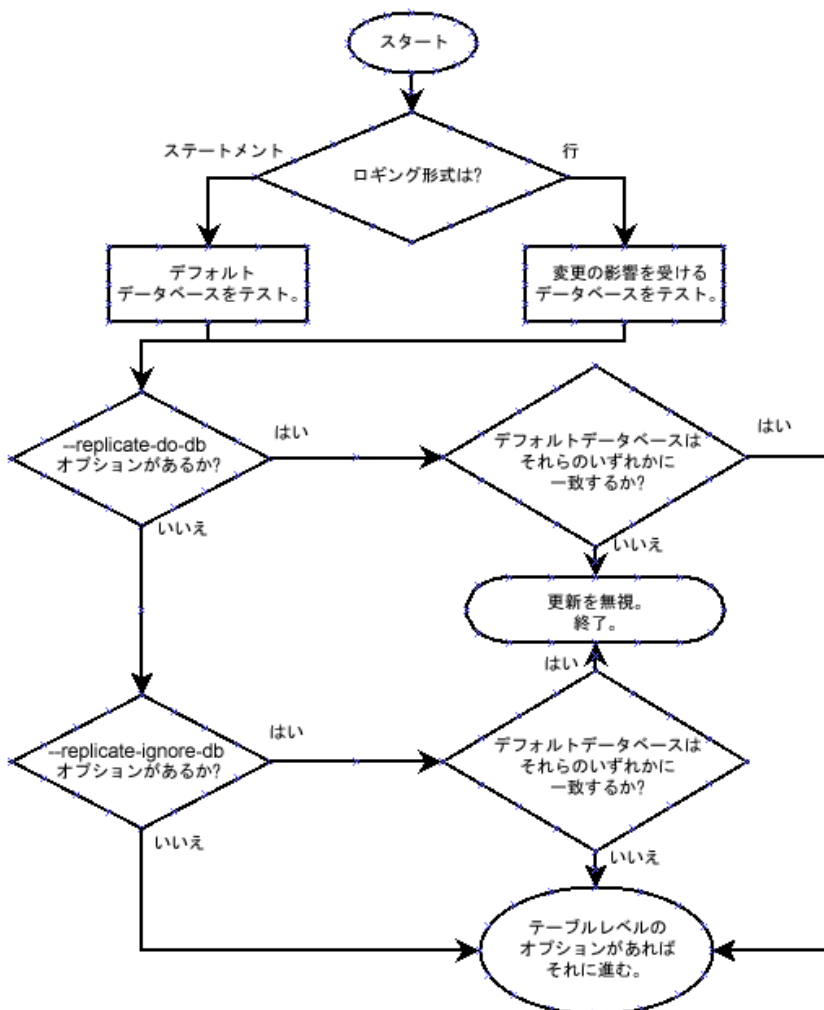 スタート
ステートメント
行
ロギング形式は?
デフォルト
データベースをテスト。
変更の影響を受ける
データベースをテスト。
--replicate-do-db
オプションがあるか?
はい
デフォルトデータベースは
それらのいずれかに
一致するか?
はい
いいえ
いいえ
更新を無視。
終了。
はい
--replicate-ignore-db
オプションがあるか?
はい
デフォルトデータベースは
それらのいずれかに
一致するか?
いいえ
いいえ
テーブルレベルの
オプションがあれば
それに進む。